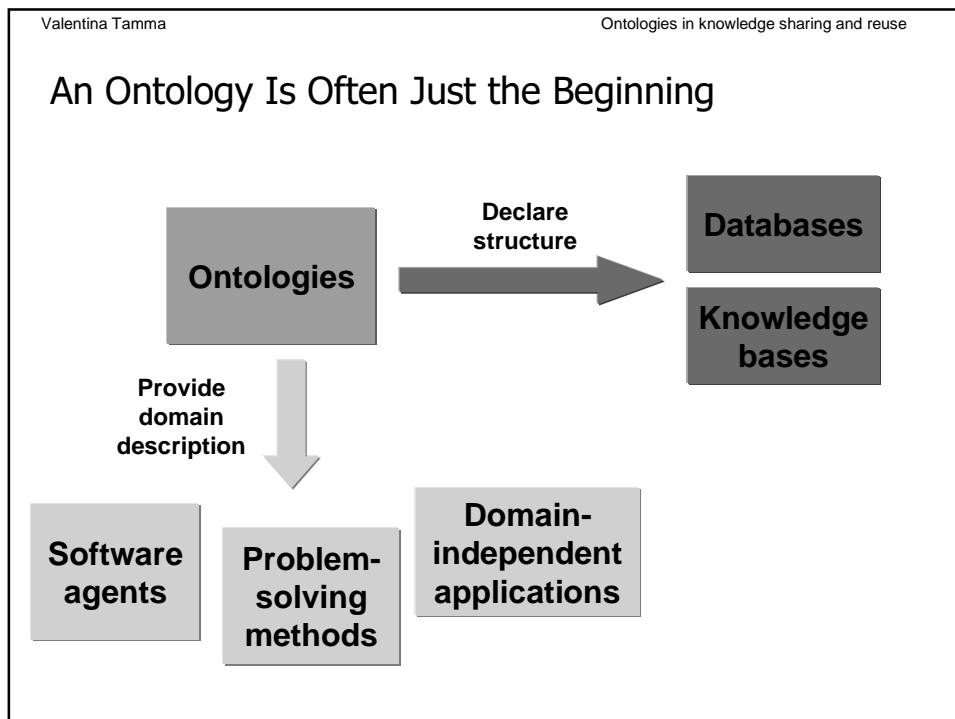 Valentina Tamma
Ontologies in knowledge sharing and reuse
An Ontology Is Often Just the Beginning
Ontologies
Declare
structure
Databases
Knowledge
bases
Provide
domain
description
Software
agents
Problem-
solving
methods
Domain-
independent
applications